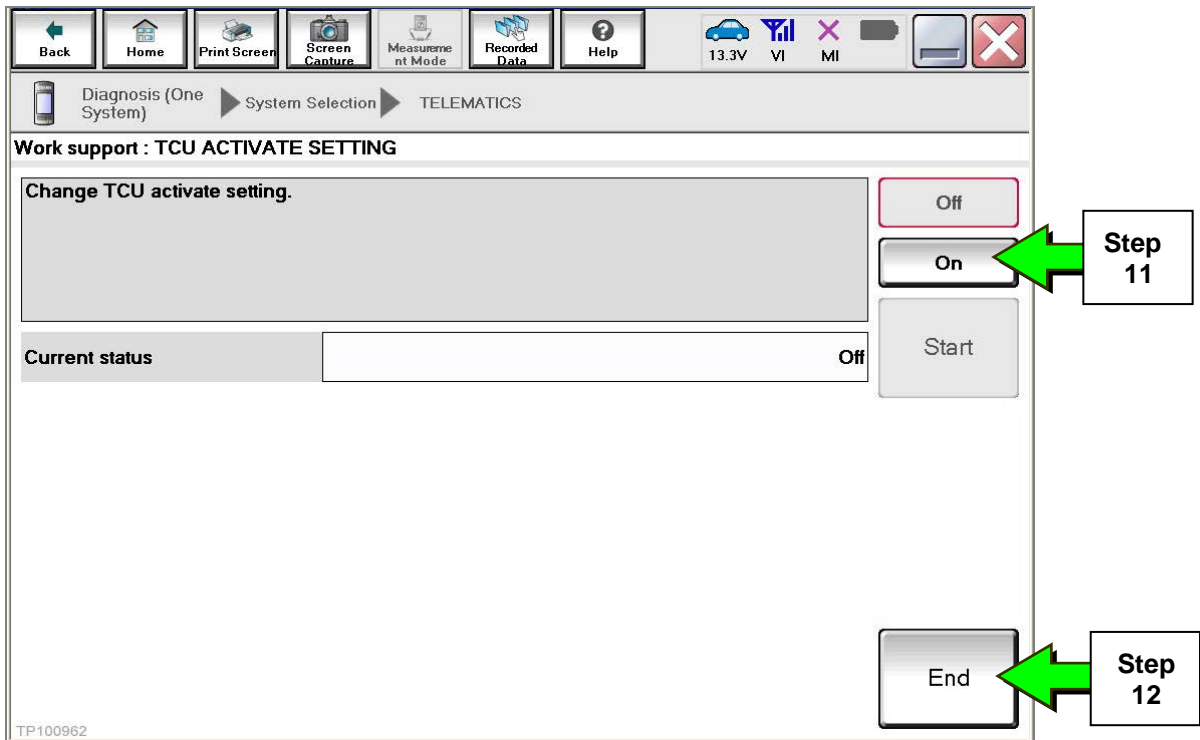 Back
Home
Print Screen
Screen
Capture
Measureme
nt Mode
Recorded
Data
?
Help
13.3V
VI
MI
Diagnosis (One
System)
System Selection
TELEMATICS
Work support : TCU ACTIVATE SETTING
Change TCU activate setting.
Off
On
Step
11
Start
Current status
Off
End
Step
12
TP100962